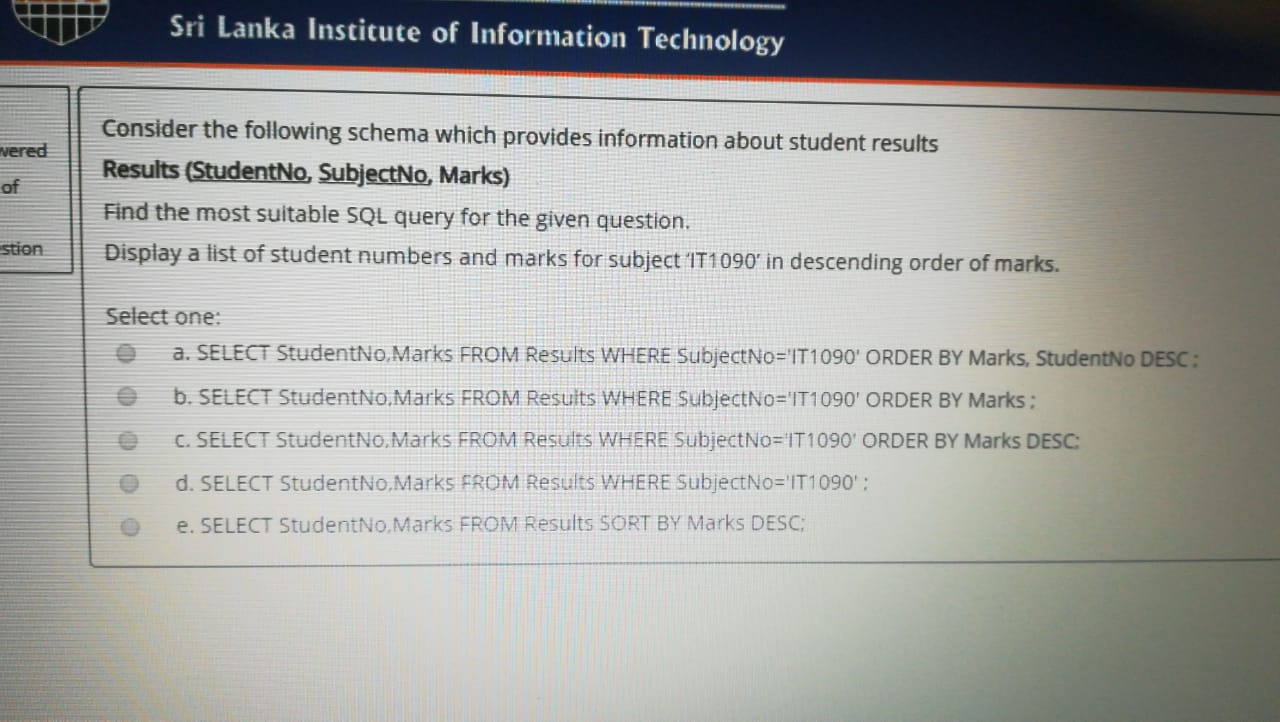 Sri Lanka Institute of Information Technology
wered
of
stion
Consider the following schema which provides information about student results
Results (StudentNo, SubjectNo, Marks)
Find the most suitable SQL query for the given question.
Display a list of student numbers and marks for subject 'IT1090' in descending order of marks.
Select one:
a. SELECT StudentNo,Marks FROM Results WHERE SubjectNo='IT1090' ORDER BY Marks, StudentNo DESC ;
b. SELECT StudentNo,Marks FROM Results WHERE SubjectNo='IT1090' ORDER BY Marks ;
c. SELECT StudentNo,Marks FROM Results WHERE SubjectNo='IT1090' ORDER BY Marks DESC;
d. SELECT StudentNo,Marks FROM Results WHERE SubjectNo='IT1090' ;
e. SELECT StudentNo,Marks FROM Results SORT BY Marks DESC;